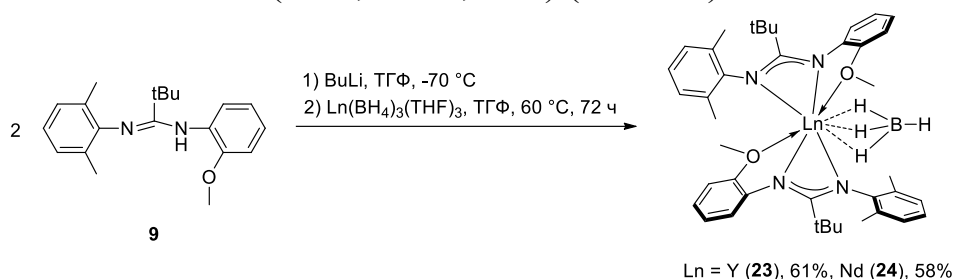 tBu
2
N
N
H
O
9
1) BuLi, ТГФ, -70 °C
2) Ln(BH4)3(THF)3, ТГФ, 60 °C, 72 ч
tBu
N
N
O
H
Ln
H
B-H
H
O
N
N
tBu
Ln = Y (23), 61%, Nd (24), 58%